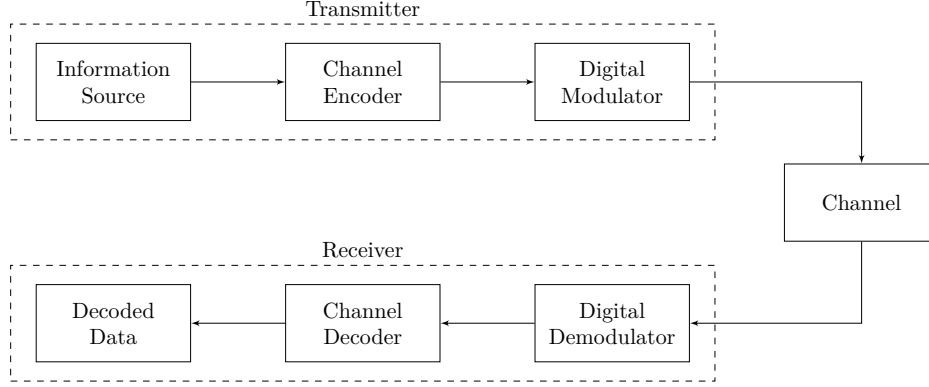 Transmitter
Information
Source
Channel
Encoder
Digital
Modulator
Channel
Receiver
Decoded
Data
Channel
Decoder
Digital
Demodulator